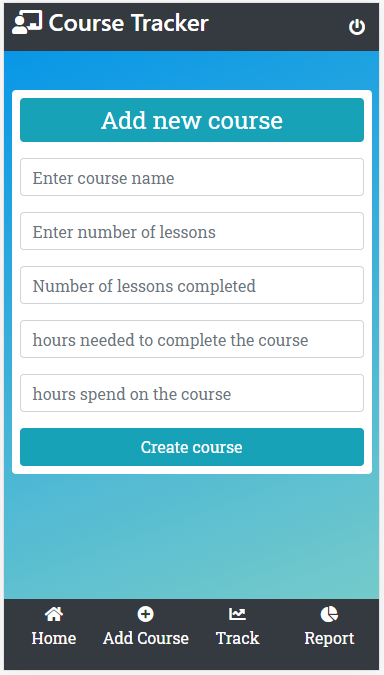 Course Tracker
Add new course
Enter course name
Enter number of lessons
Number of lessons completed
hours needed to complete the course
hours spend on the course
Create course
Home Add Course Track Report